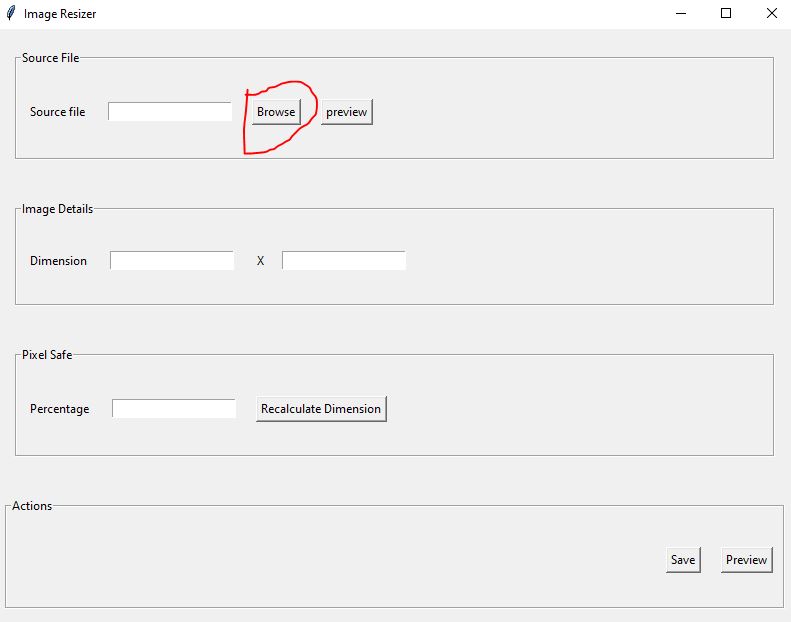 Image Resizer
Source File
Source file Browse preview
Image Details
Dimension X
Pixel Safe
Percentage Recalculate Dimension
Actions
Save Preview